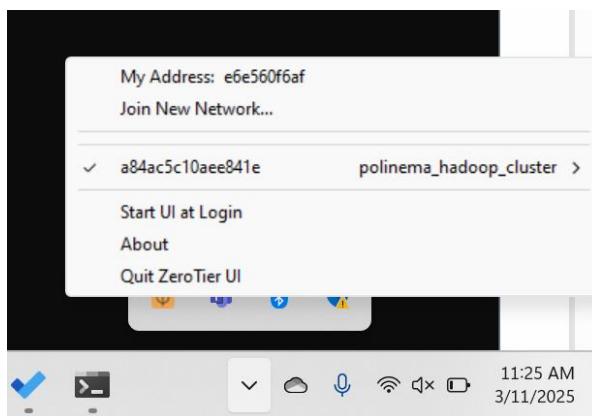 My Address: e6e560f6af
Join New Network...
a84ac5c10aee841e polinema_hadoop_cluster
Start UI at Login
About
Quit ZeroTier UI
11:25 AM
3/11/2025